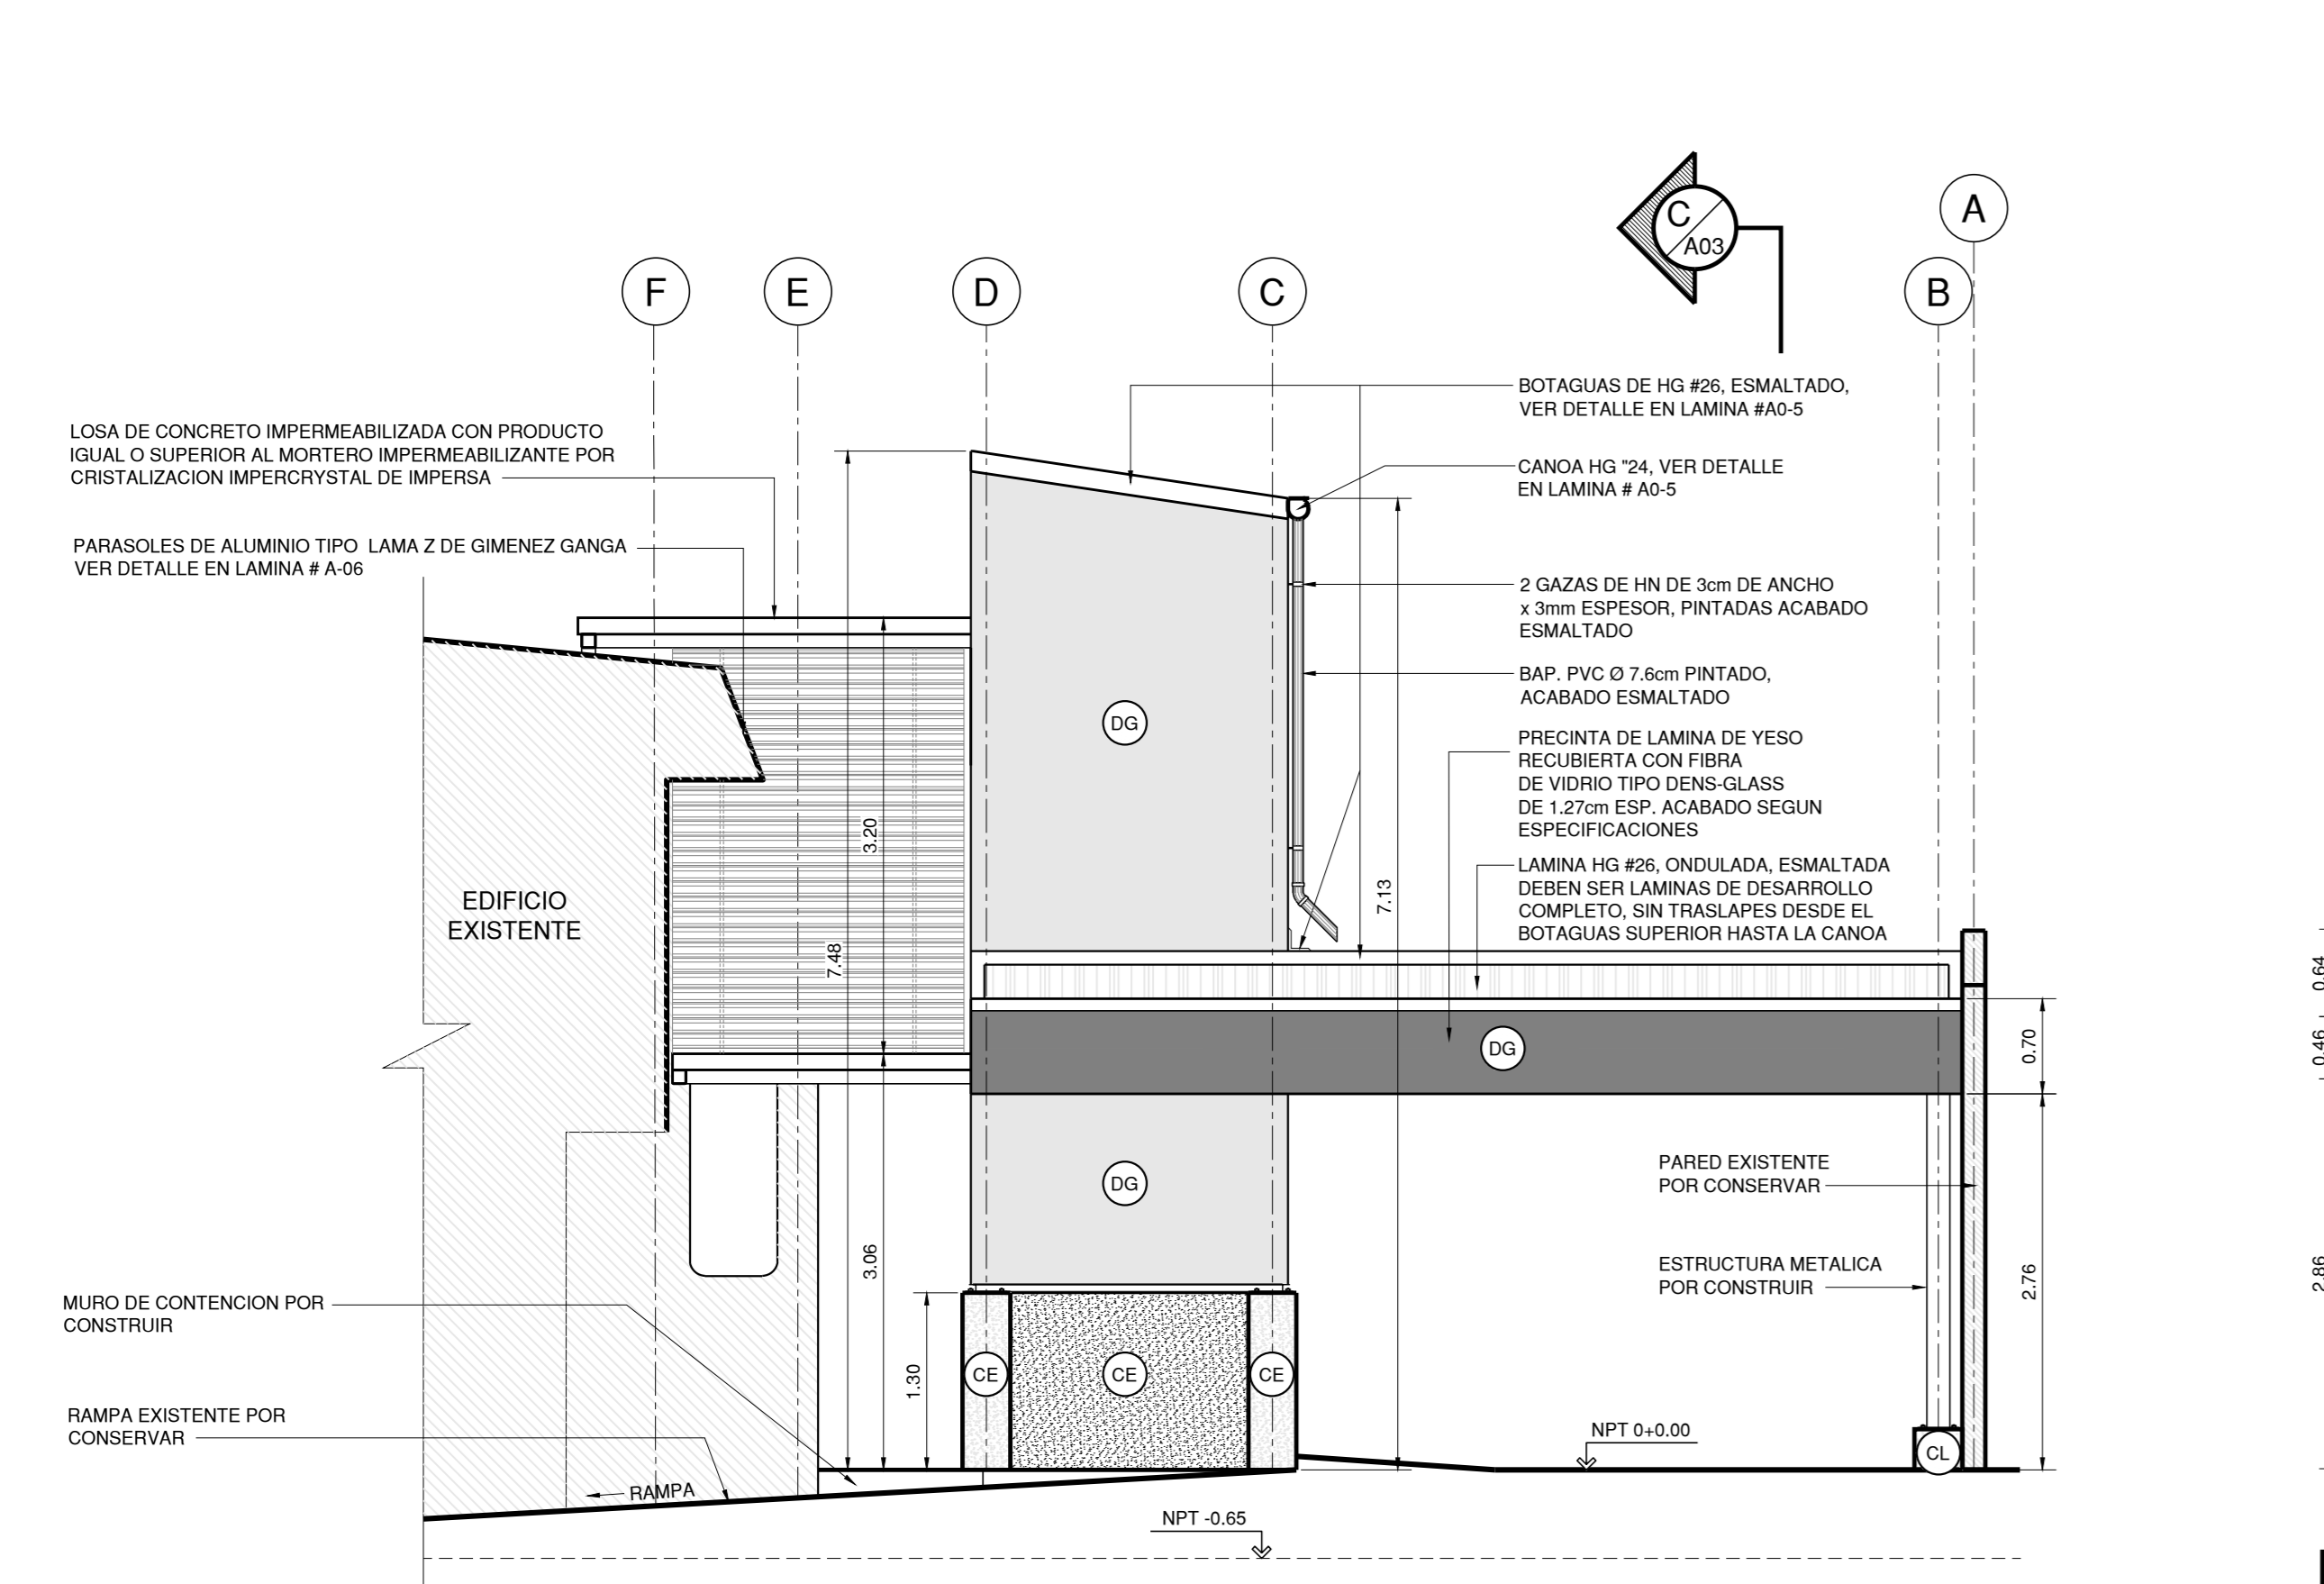 C
A03
A
F
E
D
C
B
LOSA DE CONCRETO IMPERMEABILIZADA CON PRODUCTO
IGUAL O SUPERIOR AL MORTERO IMPERMEABILIZANTE POR
CRISTALIZACION IMPERCRYSTAL DE IMPERSA
PARASOLES DE ALUMINIO TIPO LAMA Z DE GIMENEZ GANGA
VER DETALLE EN LAMINA # A-06
BOTAGUAS DE HG #26, ESMALTADO,
VER DETALLE EN LAMINA #A0-5
CANOA HG "24, VER DETALLE
EN LAMINA # A0-5
2 GAZAS DE HN DE 3cm DE ANCHO
x 3mm ESPESOR, PINTADAS ACABADO
ESMALTADO
BAP. PVC Ø 7.6cm PINTADO,
ACABADO ESMALTADO
PRECINTA DE LAMINA DE YESO
RECUBIERTA CON FIBRA
DE VIDRIO TIPO DENS-GLASS
DE 1.27cm ESP. ACABADO SEGUN
ESPECIFICACIONES
LAMINA HG #26, ONDULADA, ESMALTADA
DEBEN SER LAMINAS DE DESARROLLO
COMPLETO, SIN TRASLAPES DESDE EL
BOTAGUAS SUPERIOR HASTA LA CANOA
EDIFICIO
EXISTENTE
DG
3.20
7.48
7.13
DG
0.70
0.64
0.46
PARED EXISTENTE
POR CONSERVAR
ESTRUCTURA METALICA
POR CONSTRUIR
DG
3.06
2.76
2.86
MURO DE CONTENCION POR
CONSTRUIR
RAMPA EXISTENTE POR
CONSERVAR
1.30
CE
CE
CE
NPT 0+0.00
CL
RAMPA
NPT -0.65